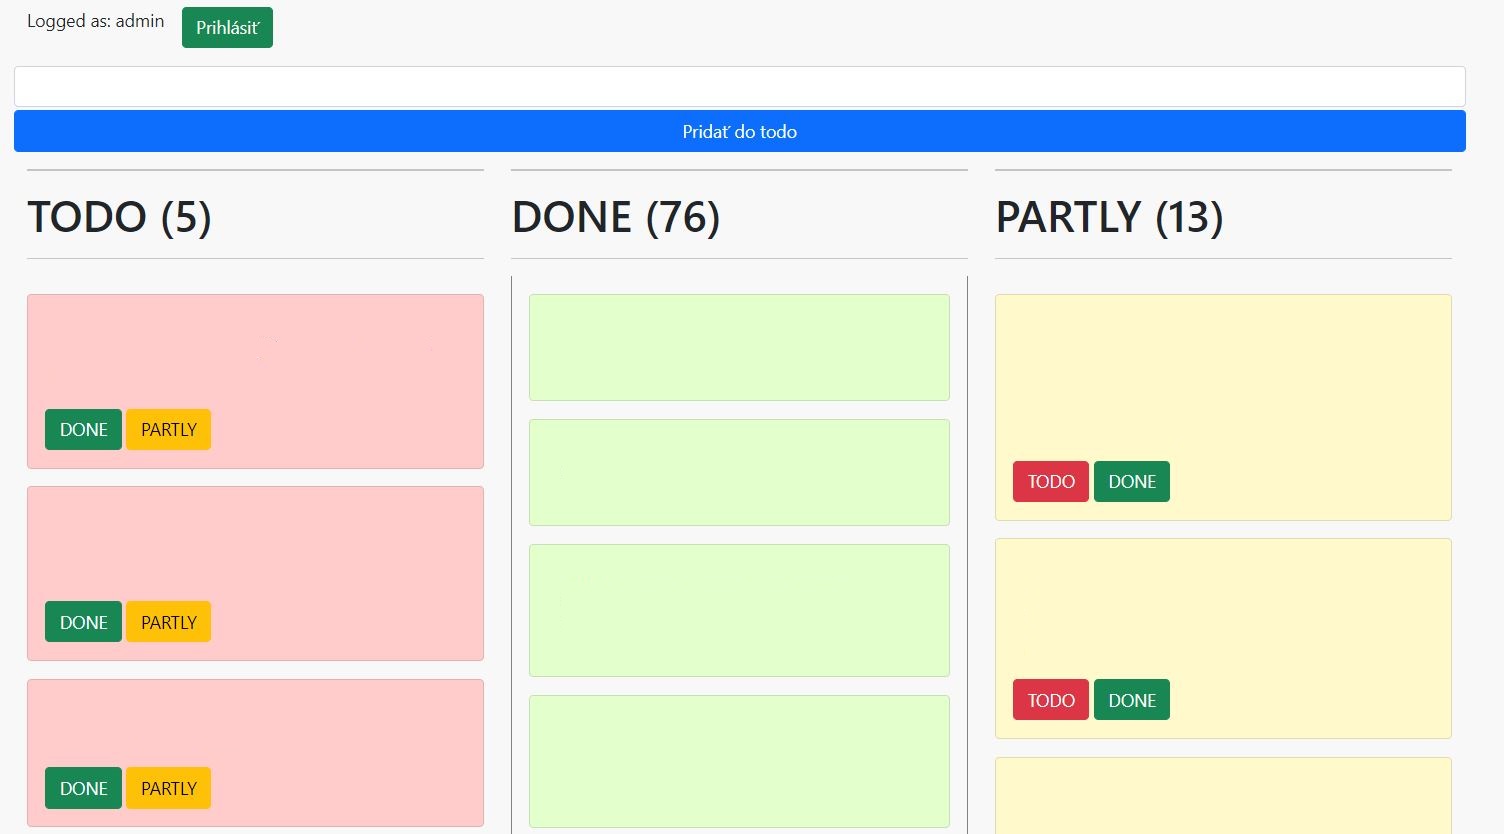 Logged as: admin Prihlásiť
Pridať do todo
TODO (5)
DONE (76)
PARTLY (13)
DONE PARTLY
DONE PARTLY
DONE PARTLY
TODO DONE
TODO DONE